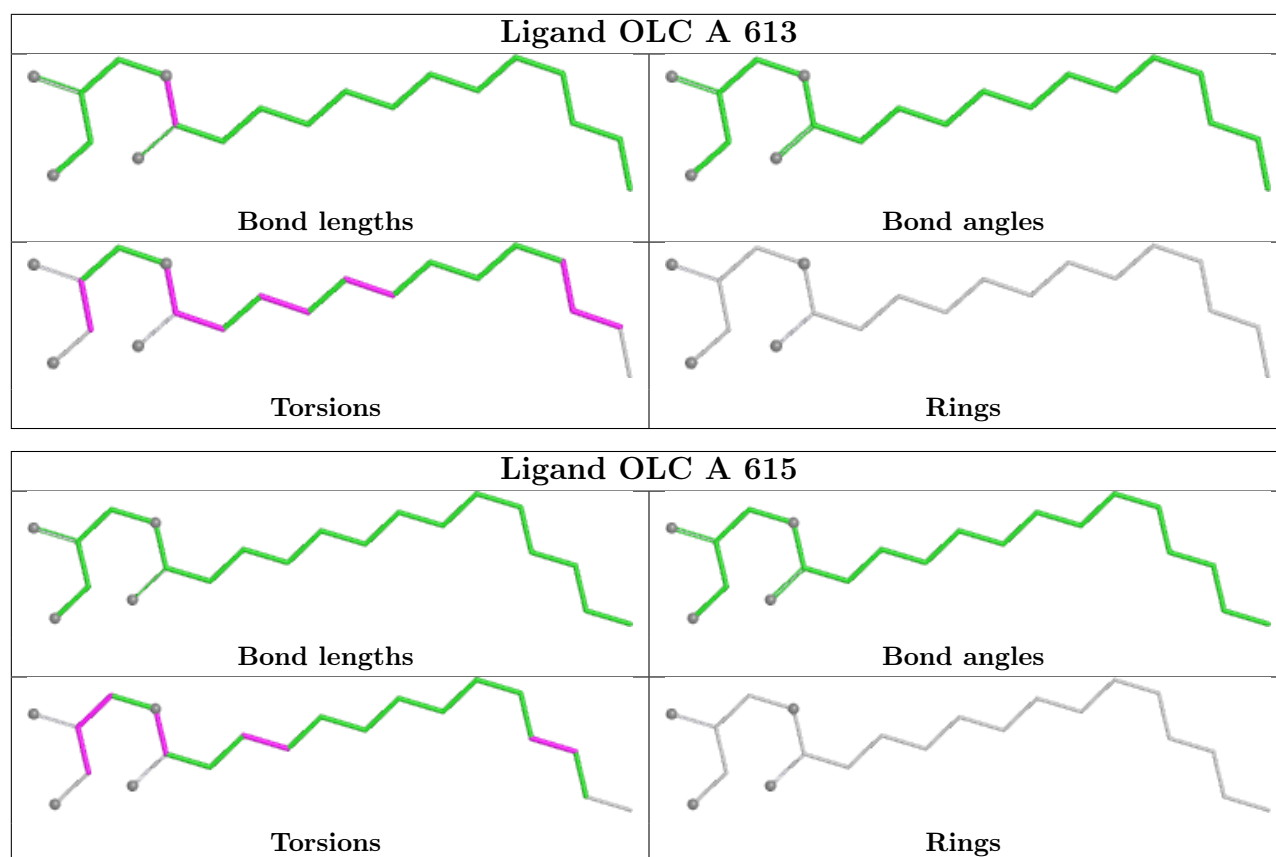 Ligand OLC A 613
Bond lengths
Bond angles
Torsions
Rings
Ligand OLC A 615
Bond lengths
Bond angles
Torsions
Rings